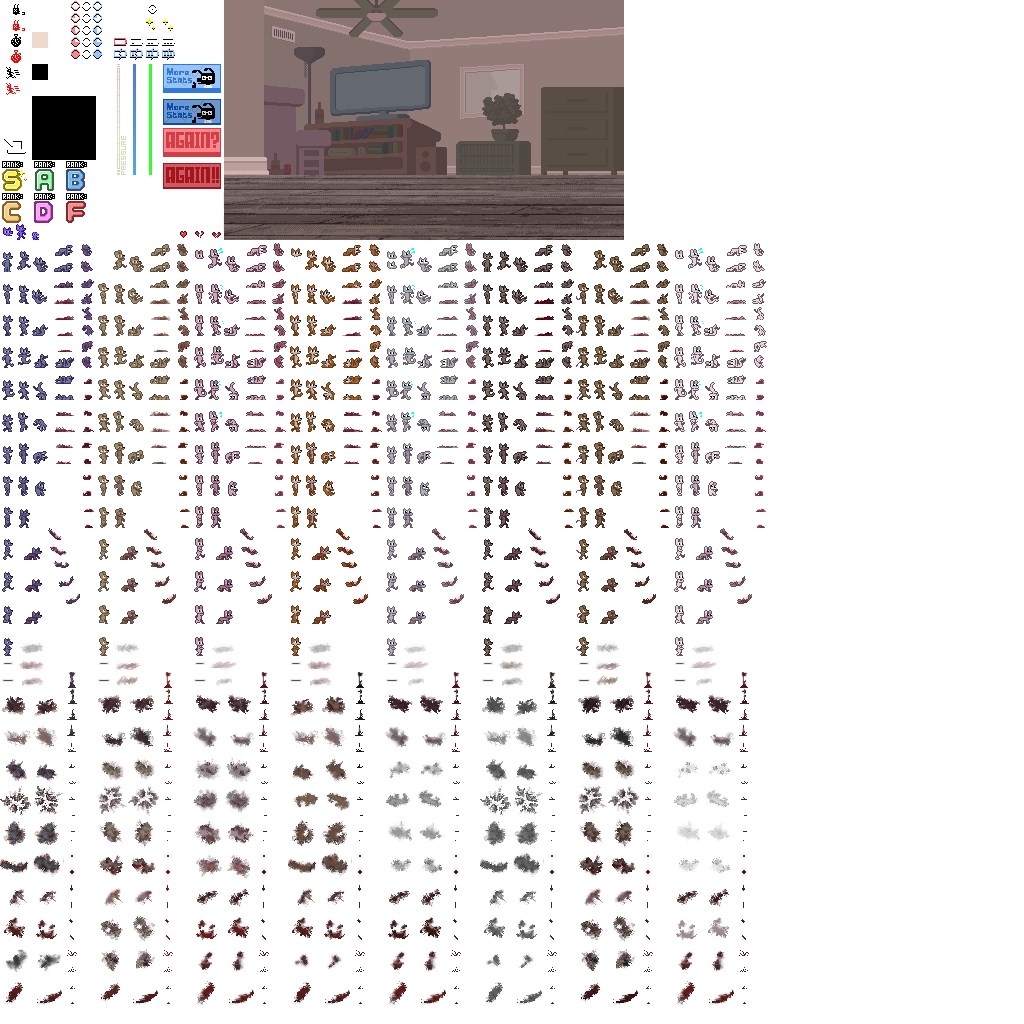 More
Stats
More
Stats
AGAIN?
AGAIN!!
PRESSURE
RANK:
RANK:
RANK:
S
A
B
RANK:
RANK:
RANK:
C
D
F